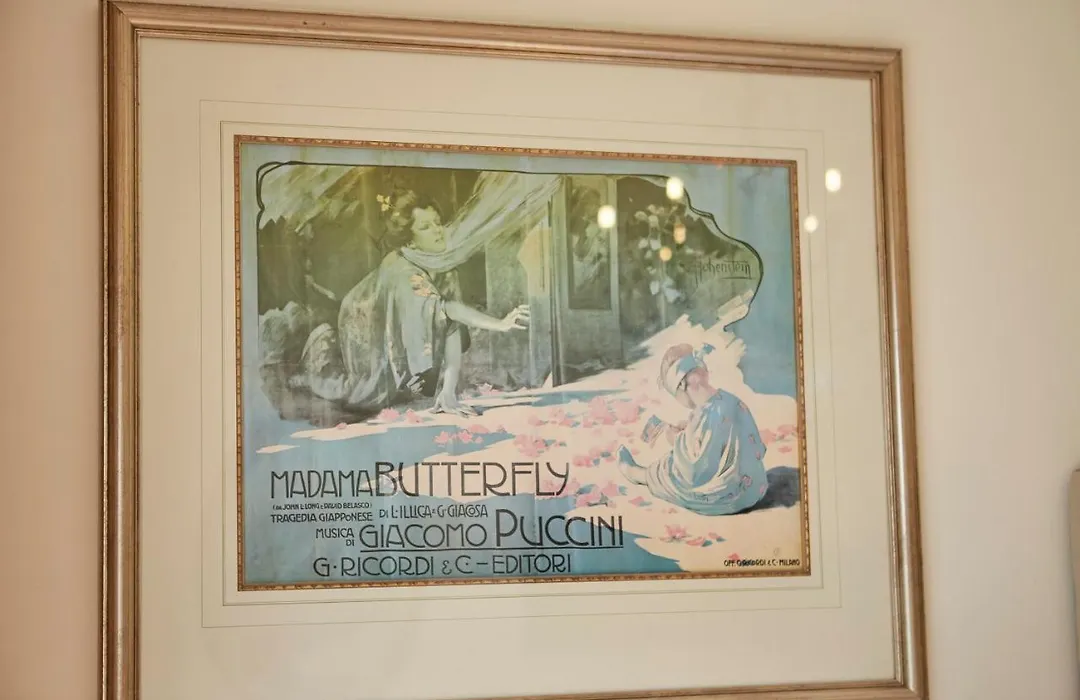 Hohenstein
MADAMA BUTTERFLY
(DA JOHN L. LONG E DAVID BELASCO)
TRAGEDIA GIAPPONESE DI L·ILLICA E G·GIACOSA
MUSICA DI GIACOMO PUCCINI
G·RICORDI & C–EDITORI
OFF. G. RICORDI & C.-MILANO